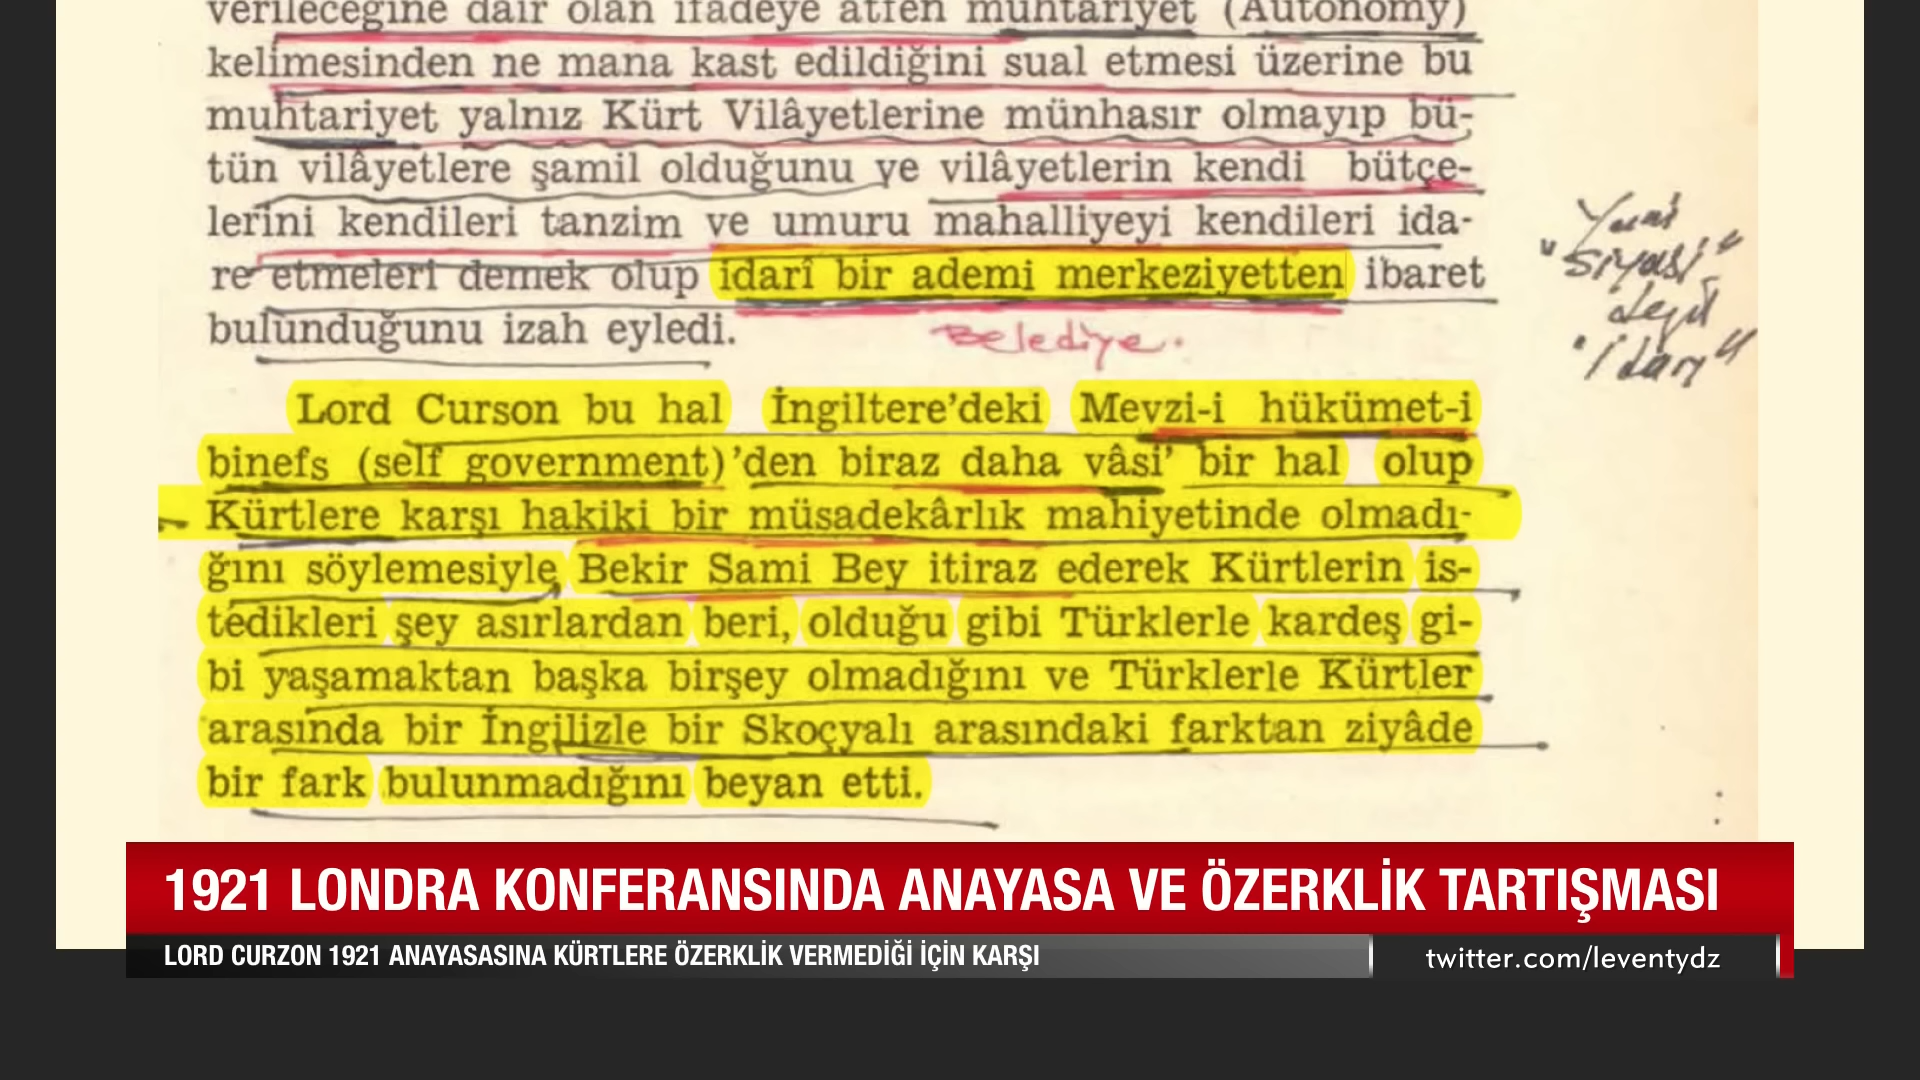 verileceğine dair olan ifadeye atfen muhtariyet (Autonomy)
kelimesinden ne mana kast edildiğini sual etmesi üzerine bu
muhtariyet yalnız Kürt Vilâyetlerine münhasır olmayıp bü-
tün vilâyetlere şamil olduğunu ve vilâyetlerin kendi bütçe-
lerini kendileri tanzim ve umuru mahalliyeyi kendileri ida-
re etmeleri demek olup idarî bir ademi merkeziyetten ibaret
bulunduğunu izah eyledi.
Belediye.
Yani
"siyasi"
değil
"idari"
Lord Curson bu hal İngiltere'deki Mevzi-i hükümet-i
binefs (self government)'den biraz daha vâsi' bir hal olup
Kürtlere karşı hakiki bir müsadekârlık mahiyetinde olmadı-
ğını söylemesiyle, Bekir Sami Bey itiraz ederek Kürtlerin is-
tedikleri şey asırlardan beri, olduğu gibi Türklerle kardeş gi-
bi yaşamaktan başka birşey olmadığını ve Türklerle Kürtler
arasında bir İngilizle bir Skoçyalı arasındaki farktan ziyâde
bir fark bulunmadığını beyan etti.
1921 LONDRA KONFERANSINDA ANAYASA VE ÖZERKLİK TARTIŞMASI
LORD CURZON 1921 ANAYASASINA KÜRTLERE ÖZERKLİK VERMEDİĞİ İÇİN KARŞI
twitter.com/leventydz